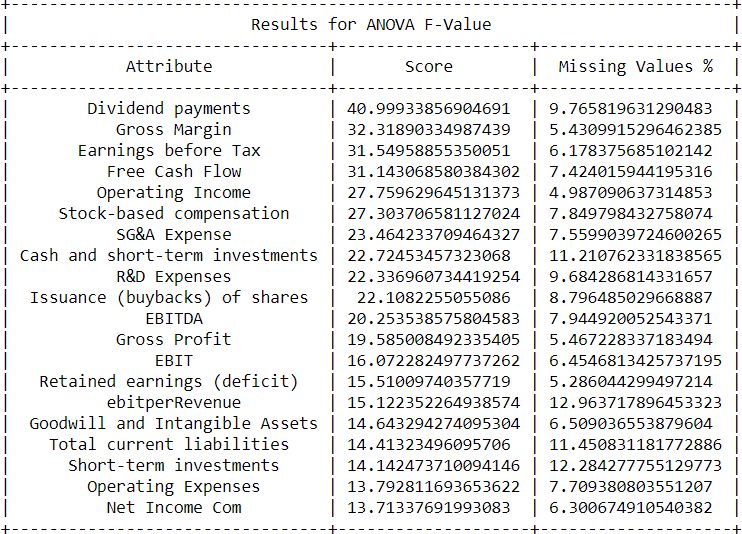 +------------------------------------------------------------------------+
| Results for ANOVA F-Value |
+--------------------------------+--------------------+-------------------+
| Attribute | Score | Missing Values % |
+--------------------------------+--------------------+-------------------+
| Dividend payments | 40.99933856904691 | 9.765819631290483 |
| Gross Margin | 32.31890334987439 | 5.4309915296462385 |
| Earnings before Tax | 31.54958855350051 | 6.178375685102142 |
| Free Cash Flow | 31.143068580384302 | 7.424015944195316 |
| Operating Income | 27.759629645131373 | 4.987090637314853 |
| Stock-based compensation | 27.303706581127024 | 7.849798432758074 |
| SG&A Expense | 23.464233709464327 | 7.5599039724600265 |
| Cash and short-term investments | 22.72453457323068 | 11.210762331838565 |
| R&D Expenses | 22.336960734419254 | 9.684286814331657 |
| Issuance (buybacks) of shares | 22.1082255055086 | 8.796485029668887 |
| EBITDA | 20.253538575804583 | 7.944920052543371 |
| Gross Profit | 19.585008492335405 | 5.467228337183494 |
| EBIT | 16.072282497737262 | 6.4546813425737195 |
| Retained earnings (deficit) | 15.51009740357719 | 5.286044299497214 |
| ebitperRevenue | 15.122352264938574 | 12.963717896453323 |
| Goodwill and Intangible Assets | 14.643294274095304 | 6.509036553879604 |
| Total current liabilities | 14.41323496095706 | 11.450831181772886 |
| Short-term investments | 14.142473710094146 | 12.284277755129773 |
| Operating Expenses | 13.792811693653622 | 7.709380803551207 |
| Net Income Com | 13.71337691993083 | 6.300674910540382 |
+--------------------------------+--------------------+-------------------+